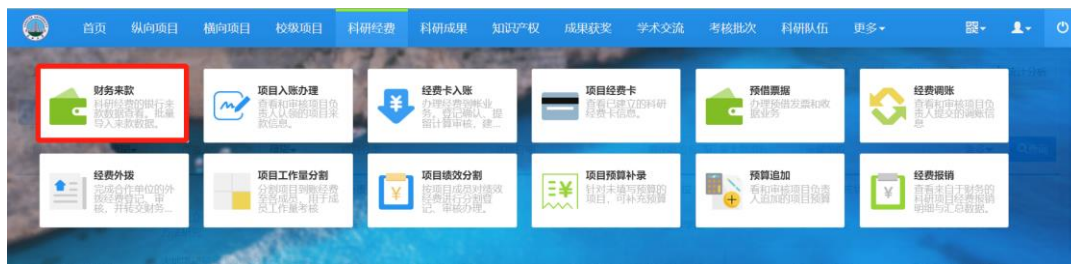 首页 纵向项目 横向项目 校级项目 科研经费 科研成果 知识产权 成果获奖 学术交流 考核批次 科研队伍 更多
财务来款
科研经费的银行来
款数据查看。批量
导入来款数据。
项目入账办理
查看和审核项目负
责人认领的项目来
款信息。
经费卡入账
办理经费到账业
务，登记确认、提
留计算审核、建...
项目经费卡
查看已建立的科研
经费卡信息。
预借票据
办理预借发票和收
据业务
经费调账
查看和审核项目负
责人提交的调账信
息
经费外拨
完成合作单位的外
拨经费登记、审
核，并转交财务...
项目工作量分割
分割项目到账经费
至各成员，用于成
员工作量考核
项目绩效分割
按项目成员对绩效
经费进行分割登
记、审核办理。
项目预算补录
针对未填写预算的
项目，可补充预算
预算追加
看和审核项目负责
人追加的项目预算
经费报销
查看来自于财务的
科研项目经费报销
明细与汇总数据。